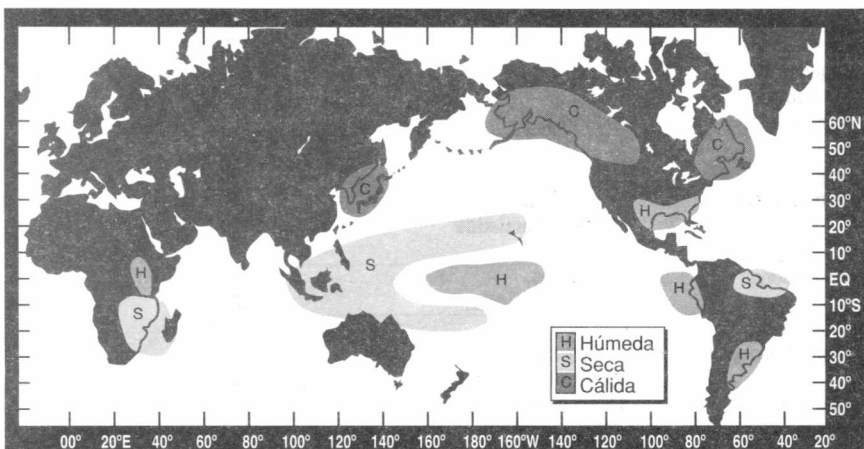 C
C
C
60ºN
50º
40º
H
30º
20º
S
10º
H
H
H
S
EQ
S
10ºS
20º
H
30º
40º
50º
H Húmeda
S Seca
C Cálida
00º 20ºE 40º 60º 80º 100º 120º 140º 160º 180º 160ºW 140º 120º 100º 80º 60º 40º 20º